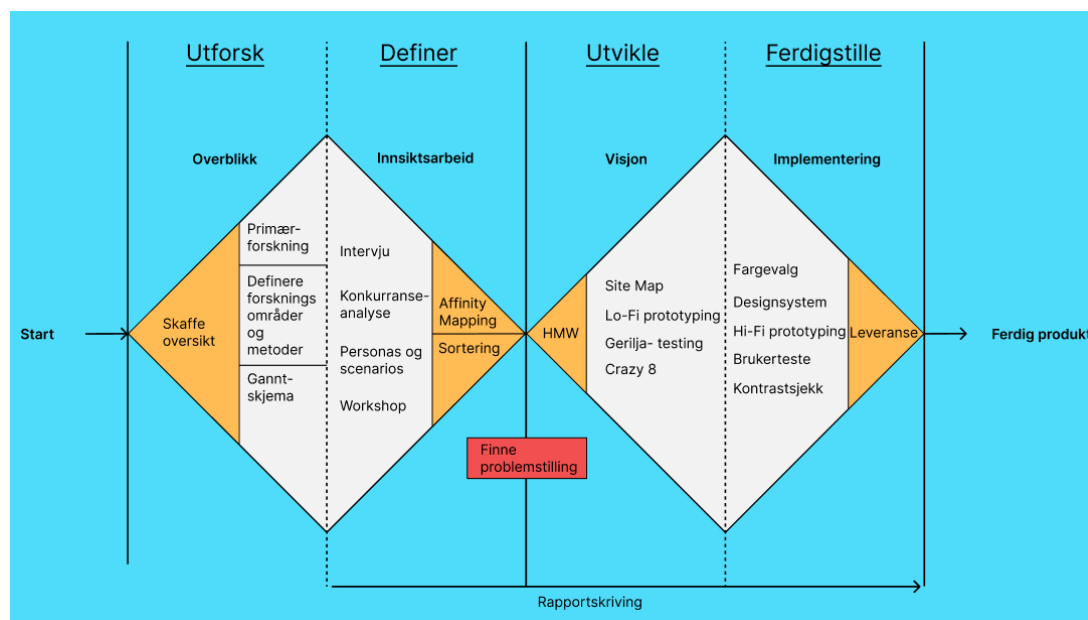 Utforsk
Definer
Utvikle
Ferdigstille
Overblikk
Innsiktsarbeid
Visjon
Implementering
Start
Skaffe
oversikt
Primær-
forskning
Definere
forsknings
områder
og
metoder
Gannt-
skjema
Intervju
Konkurranse-
analyse
Personas og
scenarios
Workshop
Affinity
Mapping
Sortering
HMW
Site Map
Lo-Fi prototyping
Gerilja- testing
Crazy 8
Fargevalg
Designsystem
Hi-Fi prototyping
Brukerteste
Kontrastsjekk
Leveranse
Ferdig produkt
Finne
problemstilling
Rapportskriving